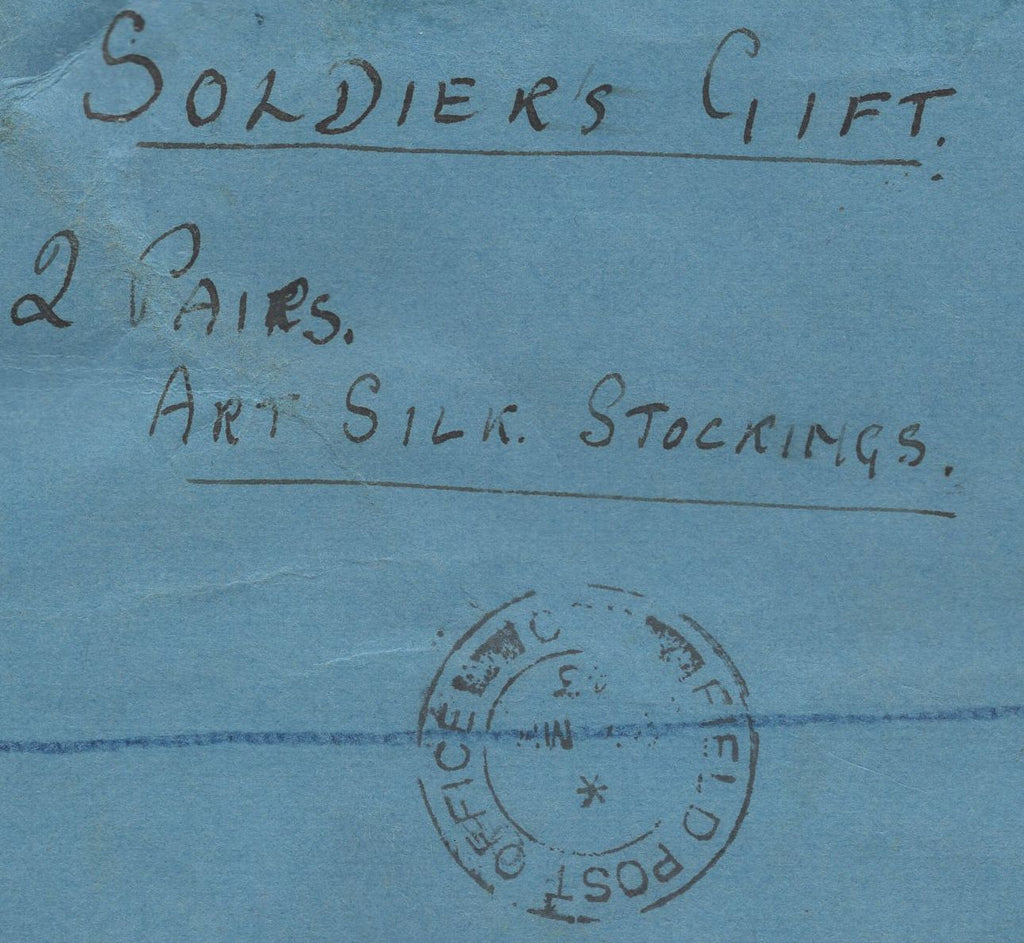 SOLDIER'S GIFT.
2 PAIRS.
ART SILK. STOCKINGS.
FIELD POST OFFICE